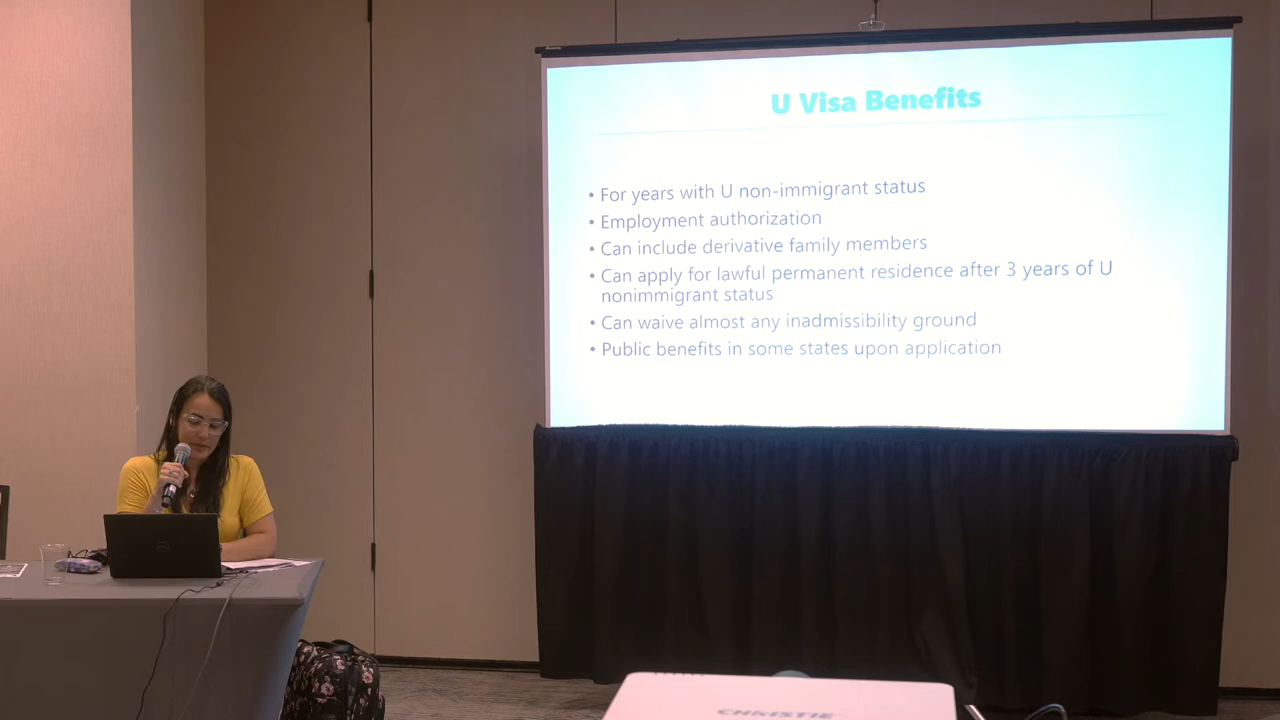 U Visa Benefits
• For years with U non-immigrant status
• Employment authorization
• Can include derivative family members
• Can apply for lawful permanent residence after 3 years of U
nonimmigrant status
• Can waive almost any inadmissibility ground
• Public benefits in some states upon application
CHRISTIE